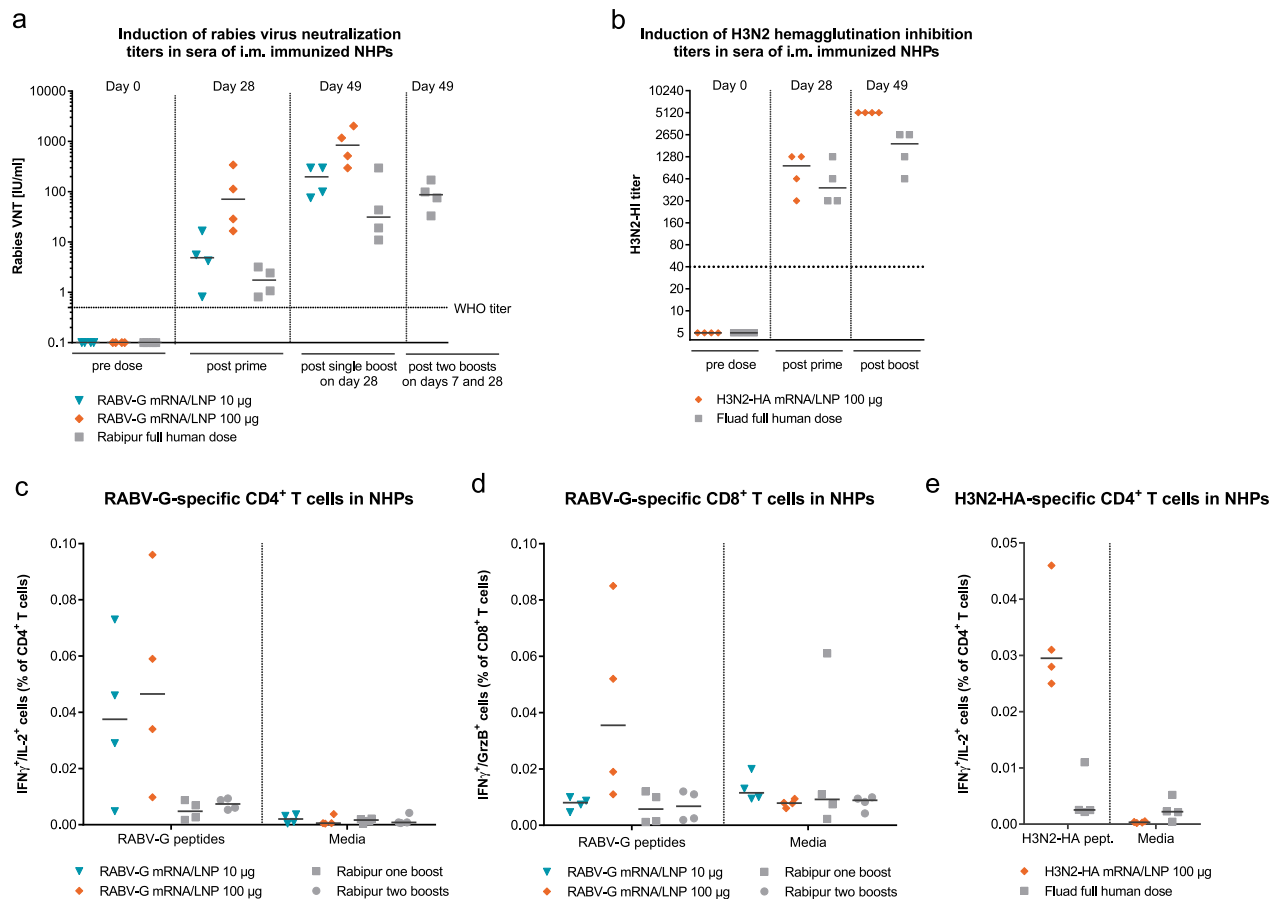 a
Induction of rabies virus neutralization
titers in sera of i.m. immunized NHPs
Day 0
Day 28
Day 49
Day 49
Rabies VNT [IU/ml]
10000
1000
100
10
1
0.1
WHO titer
pre dose
post prime
post single boost
on day 28
post two boosts
on days 7 and 28
RABV-G mRNA/LNP 10 µg
RABV-G mRNA/LNP 100 µg
Rabipur full human dose
b
Induction of H3N2 hemagglutination inhibition
titers in sera of i.m. immunized NHPs
Day 0
Day 28
Day 49
H3N2-HI titer
10240
5120
2650
1280
640
320
160
80
40
20
10
5
pre dose
post prime
post boost
H3N2-HA mRNA/LNP 100 µg
Fluad full human dose
c
RABV-G-specific CD4⁺ T cells in NHPs
IFNγ⁺/IL-2⁺ cells (% of CD4⁺ T cells)
0.10
0.08
0.06
0.04
0.02
0.00
RABV-G peptides
Media
RABV-G mRNA/LNP 10 µg
RABV-G mRNA/LNP 100 µg
Rabipur one boost
Rabipur two boosts
d
RABV-G-specific CD8⁺ T cells in NHPs
IFNγ⁺/GrzB⁺ cells (% of CD8⁺ T cells)
0.10
0.08
0.06
0.04
0.02
0.00
RABV-G peptides
Media
RABV-G mRNA/LNP 10 µg
RABV-G mRNA/LNP 100 µg
Rabipur one boost
Rabipur two boosts
e
H3N2-HA-specific CD4⁺ T cells in NHPs
IFNγ⁺/IL-2⁺ cells (% of CD4⁺ T cells)
0.05
0.04
0.03
0.02
0.01
0.00
H3N2-HA pept.
Media
H3N2-HA mRNA/LNP 100 µg
Fluad full human dose